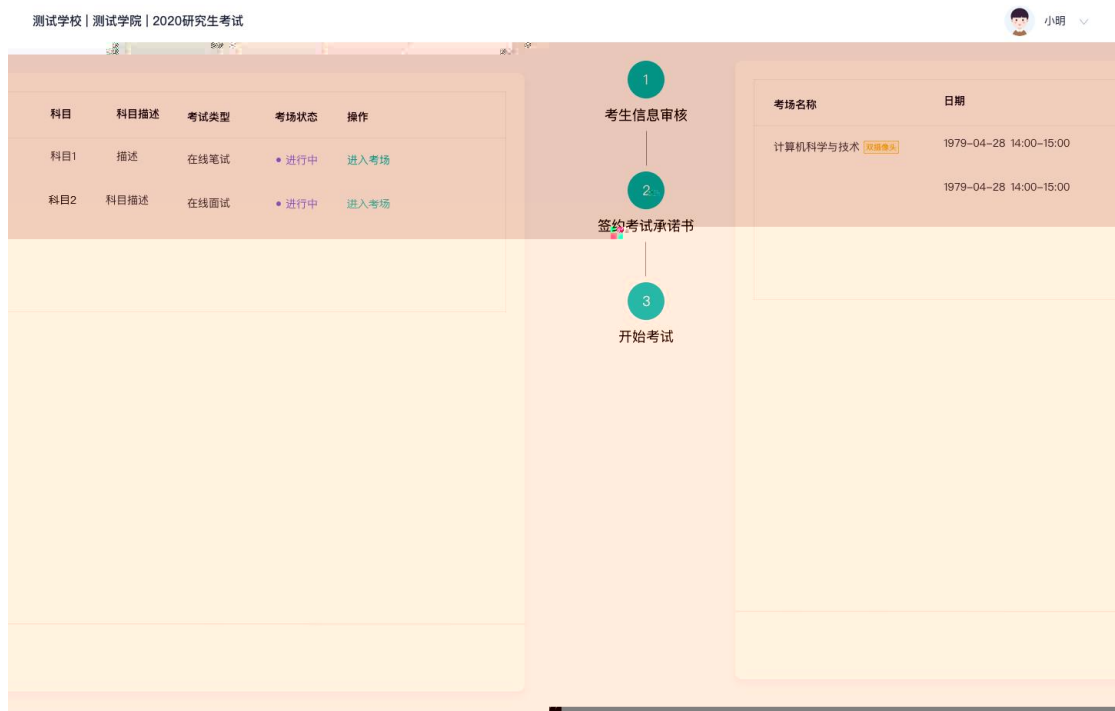 测试学校 | 测试学院 | 2020研究生考试
小明
科目 科目描述 考试类型 考场状态 操作
科目1 描述 在线笔试 进行中 进入考场
科目2 科目描述 在线面试 进行中 进入考场
1
考生信息审核
2
签约考试承诺书
3
开始考试
考场名称 日期
计算机科学与技术 双摄像头 1979-04-28 14:00-15:00
1979-04-28 14:00-15:00